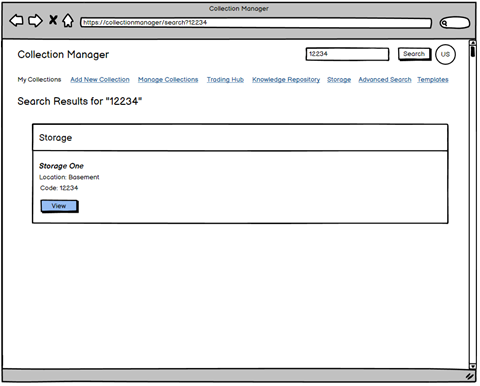 Collection Manager
https://collectionmanager/search?12234
Collection Manager
12234
Search
US
My Collections Add New Collection Manage Collections Trading Hub Knowledge Repository Storage Advanced Search Templates
Search Results for "12234"
Storage
Storage One
Location: Basement
Code: 12234
View